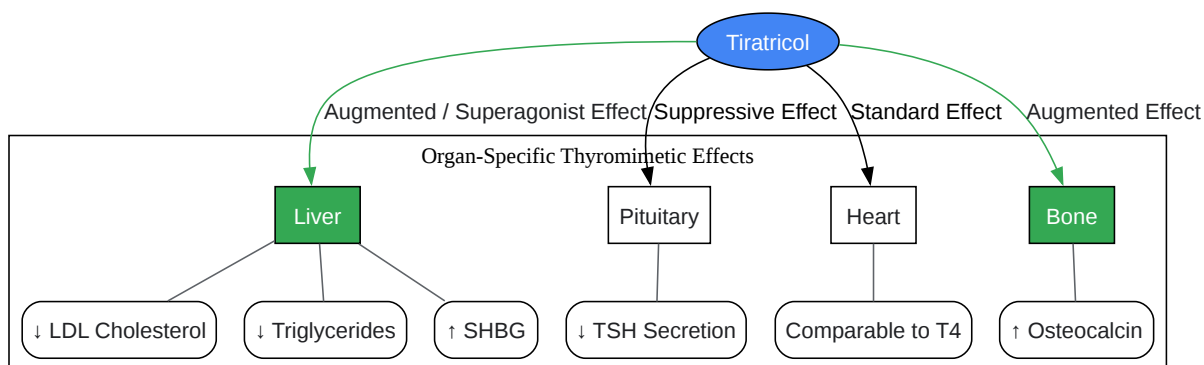 Tiratricol
Augmented / Superagonist Effect
Suppressive Effect
Standard Effect
Augmented Effect
Organ-Specific Thyromimetic Effects
Liver
Pituitary
Heart
Bone
↓ LDL Cholesterol
↓ Triglycerides
↑ SHBG
↓ TSH Secretion
Comparable to T4
↑ Osteocalcin